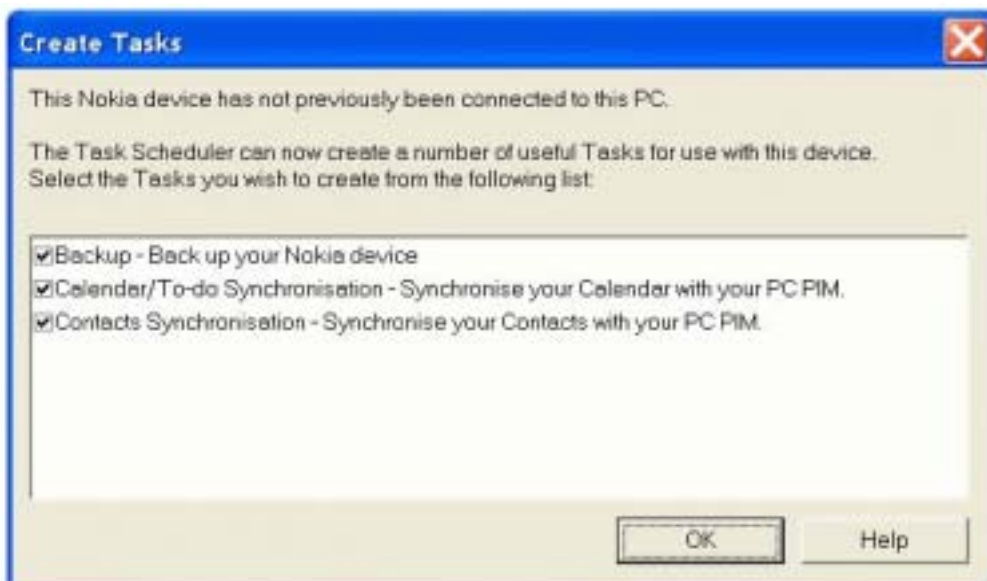 Create Tasks
This Nokia device has not previously been connected to this PC.
The Task Scheduler can now create a number of useful Tasks for use with this device.
Select the Tasks you wish to create from the following list:
Backup - Back up your Nokia device
Calendar/To-do Synchronisation - Synchronise your Calendar with your PC PIM.
Contacts Synchronisation - Synchronise your Contacts with your PC PIM.
OK Help